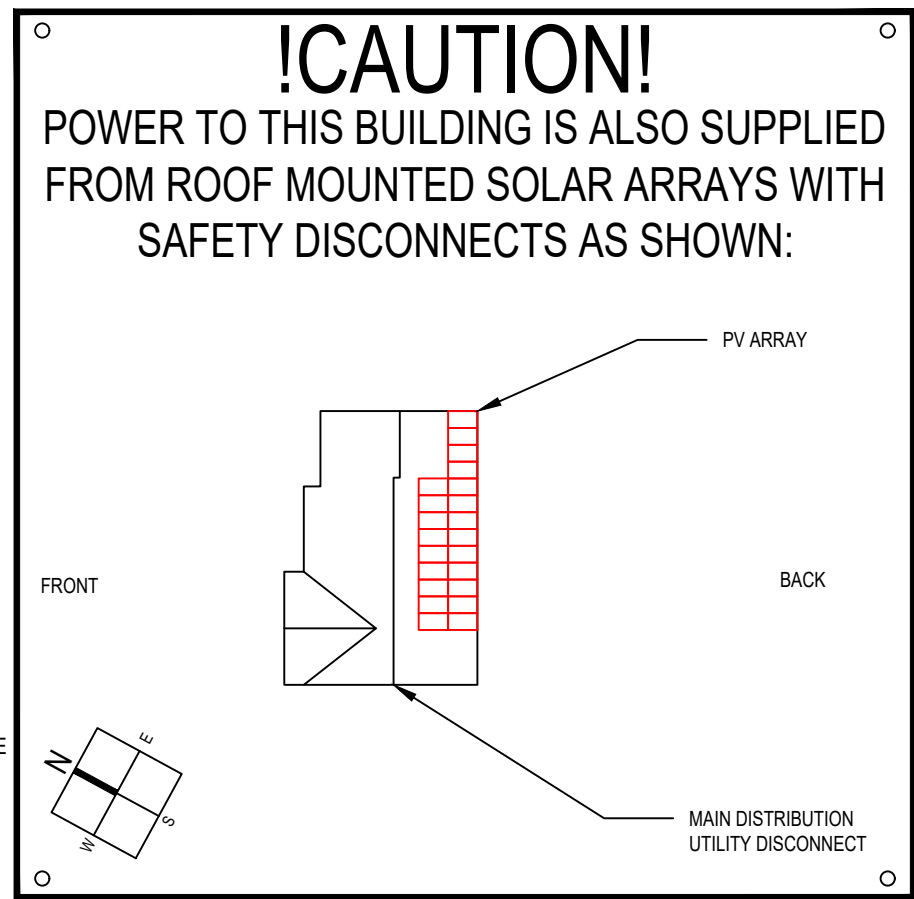 !CAUTION!
POWER TO THIS BUILDING IS ALSO SUPPLIED
FROM ROOF MOUNTED SOLAR ARRAYS WITH
SAFETY DISCONNECTS AS SHOWN:
PV ARRAY
FRONT
BACK
E
N
E
S
W
MAIN DISTRIBUTION
UTILITY DISCONNECT